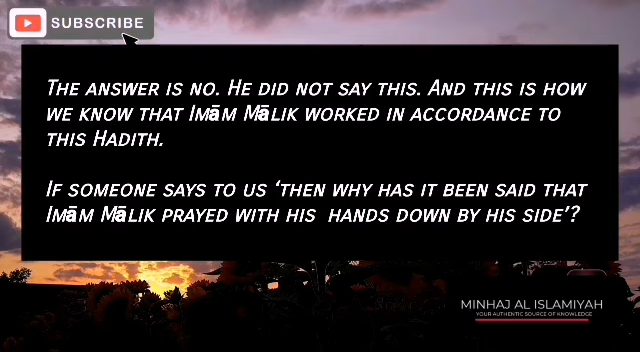 SUBSCRIBE
THE ANSWER IS NO. HE DID NOT SAY THIS. AND THIS IS HOW
WE KNOW THAT IMāM MāLIK WORKED IN ACCORDANCE TO
THIS HADITH.
IF SOMEONE SAYS TO US ‘THEN WHY HAS IT BEEN SAID THAT
IMāM MāLIK PRAYED WITH HIS HANDS DOWN BY HIS SIDE’?
MINHAJ AL ISLAMIYAH
YOUR AUTHENTIC SOURCE OF KNOWLEDGE